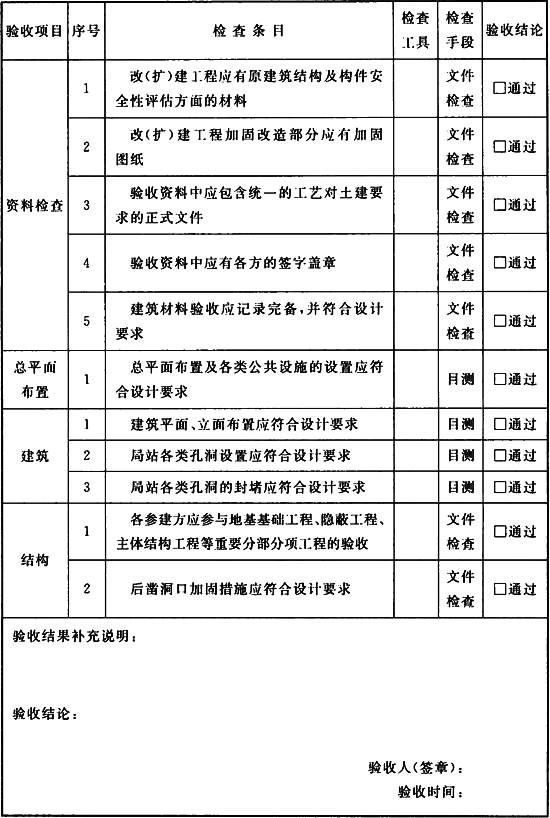 验收项目 序号 检查条目 检查工具 检查手段 验收结论
资料检查
1 改(扩)建工程应有原建筑结构及构件安
全性评估方面的材料 文件检查 □通过
2 改(扩)建工程加固改造部分应有加固
图纸 文件检查 □通过
3 验收资料中应包含统一的工艺对土建要
求的正式文件 文件检查 □通过
4 验收资料中应有各方的签字盖章 文件检查 □通过
5 建筑材料验收应记录完备,并符合设计
要求 文件检查 □通过
总平面布置
1 总平面布置及各类公共设施的设置应符
合设计要求 目测 □通过
建筑
1 建筑平面、立面布置应符合设计要求 目测 □通过
2 局站各类孔洞设置应符合设计要求 目测 □通过
3 局站各类孔洞的封堵应符合设计要求 目测 □通过
结构
1 各参建方应参与地基基础工程、隐蔽工程、
主体结构工程等重要分部分项工程的验收 文件检查 □通过
2 后凿洞口加固措施应符合设计要求 文件检查 □通过
验收结果补充说明:
验收结论:
验收人(签章):
验收时间: